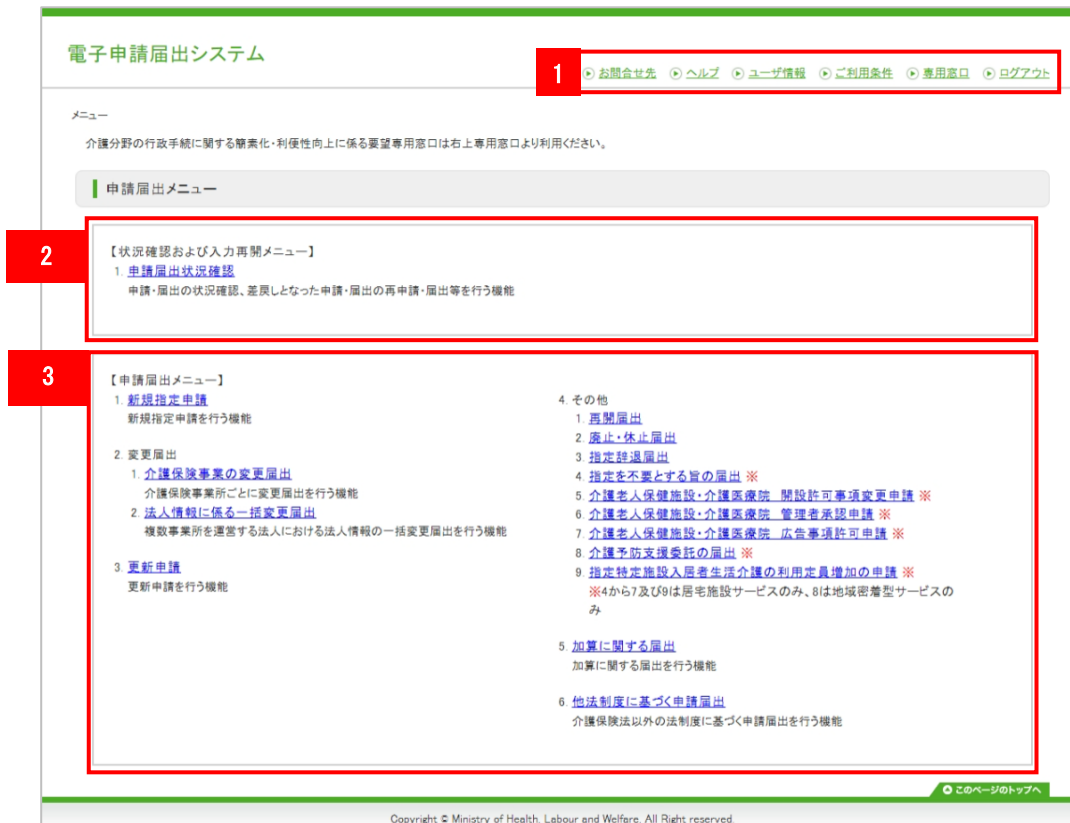 電子申請届出システム
1
お問合せ先 ヘルプ ユーザ情報 ご利用条件 専用窓口 ログアウト
メニュー
介護分野の行政手続に関する簡素化・利便性向上に係る要望専用窓口は右上専用窓口より利用ください。
申請届出メニュー
2
【状況確認および入力再開メニュー】
1. 申請届出状況確認
申請・届出の状況確認、差戻しとなった申請・届出の再申請・届出等を行う機能
3
【申請届出メニュー】
1. 新規指定申請
新規指定申請を行う機能
2. 変更届出
1. 介護保険事業の変更届出
介護保険事業所ごとに変更届出を行う機能
2. 法人情報に係る一括変更届出
複数事業所を運営する法人における法人情報の一括変更届出を行う機能
3. 更新申請
更新申請を行う機能
4. その他
1. 再開届出
2. 廃止・休止届出
3. 指定辞退届出
4. 指定を不要とする旨の届出 ※
5. 介護老人保健施設・介護医療院 開設許可事項変更申請 ※
6. 介護老人保健施設・介護医療院 管理者承認申請 ※
7. 介護老人保健施設・介護医療院 広告事項許可申請 ※
8. 介護予防支援委託の届出 ※
9. 指定特定施設入居者生活介護の利用定員増加の申請 ※
※4から7及び9は居宅施設サービスのみ、8は地域密着型サービスの
み
5. 加算に関する届出
加算に関する届出を行う機能
6. 他法制度に基づく申請届出
介護保険法以外の法制度に基づく申請届出を行う機能
このページのトップへ
Copyright © Ministry of Health, Labour and Welfare, All Right reserved.